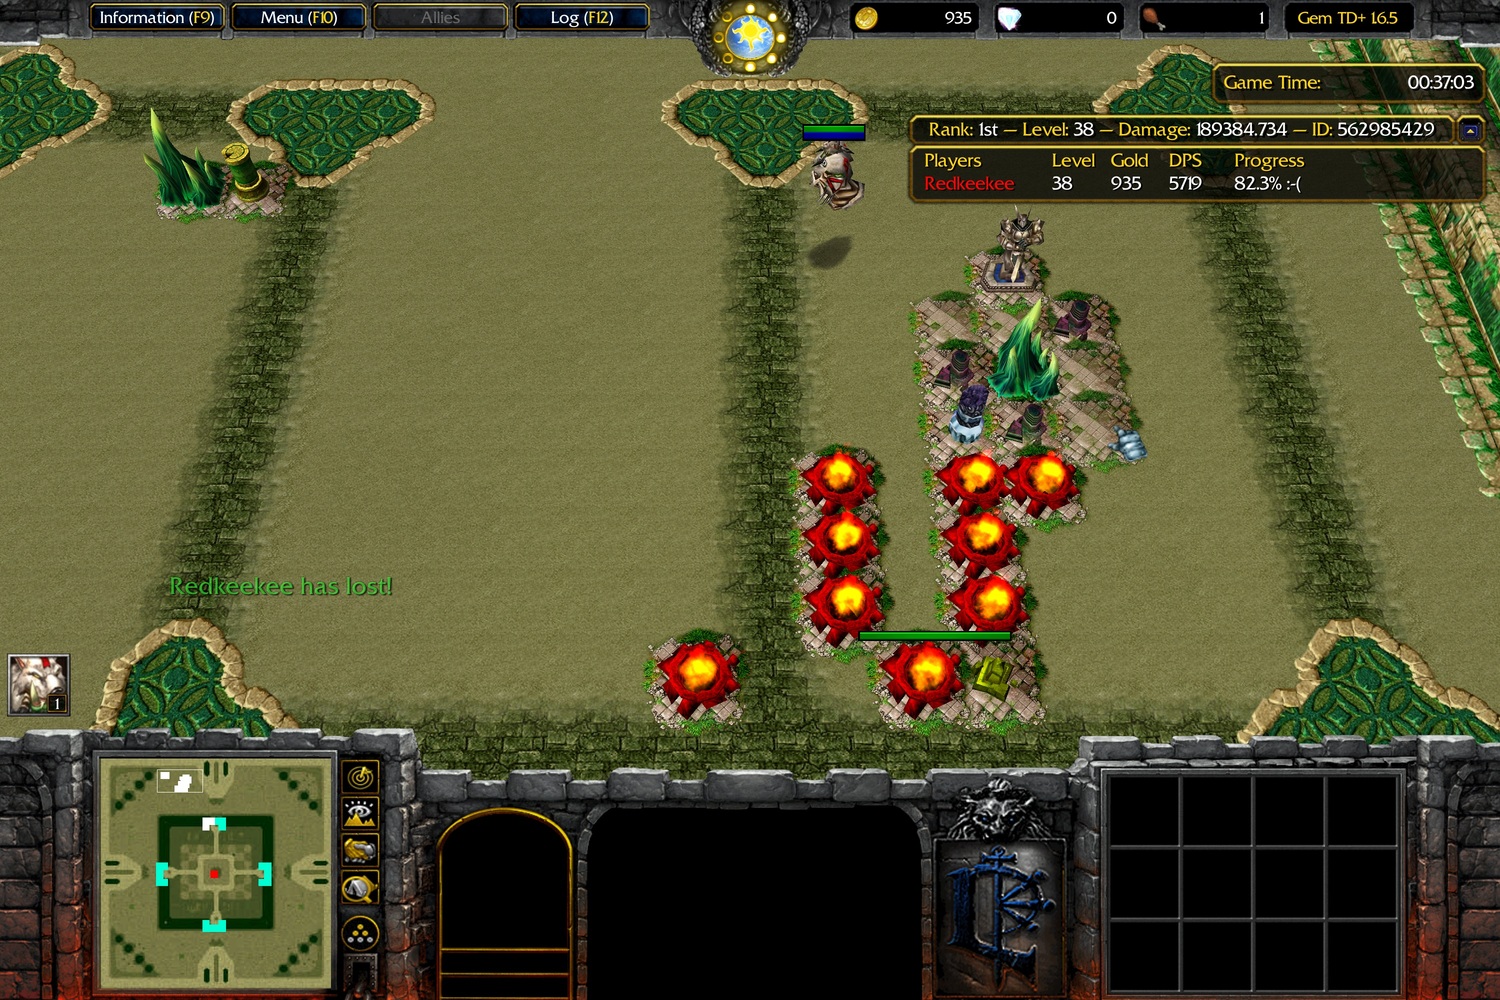 Information (F9) Menu (F10) Allies Log (F12) 935 0 1 Gem TD+ 16.5
Game Time: 00:37:03
Rank: 1st — Level: 38 — Damage: 189384.734 — ID: 562985429
Players Level Gold DPS Progress
Redkeekee 38 935 5719 82.3% :-(
Redkeekee has lost!
1